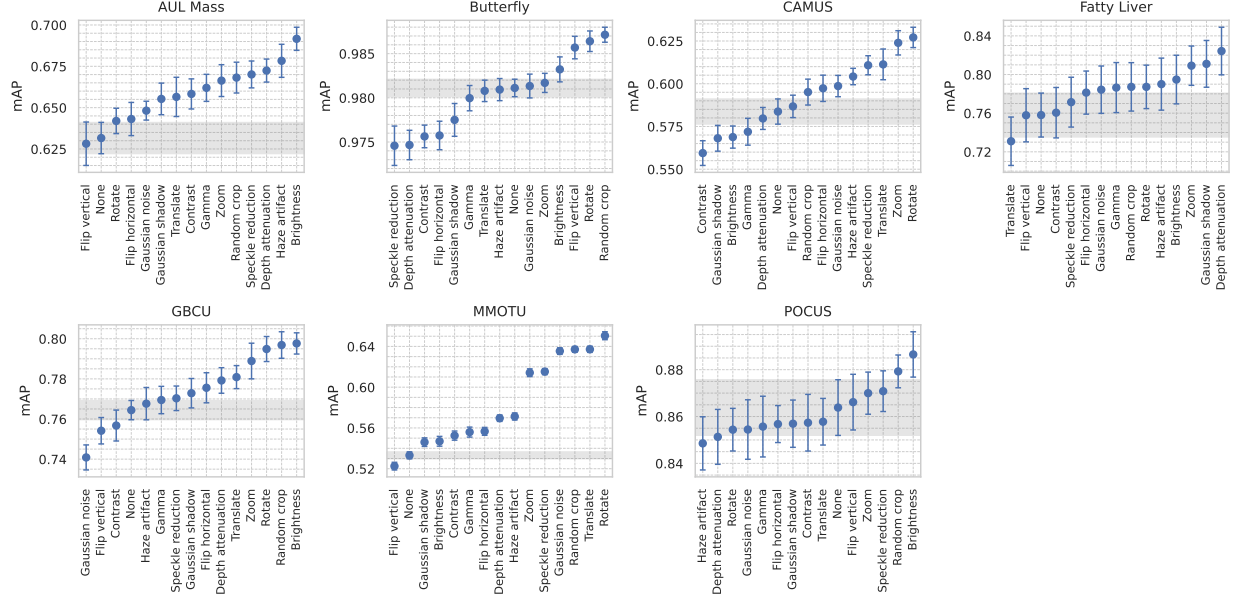 AUL Mass
Butterfly
CAMUS
Fatty Liver
mAP
0.700
0.675
0.650
0.625
mAP
0.985
0.980
0.975
mAP
0.625
0.600
0.575
0.550
mAP
0.84
0.80
0.76
0.72
Flip vertical
None
Rotate
Flip horizontal
Gaussian noise
Gaussian shadow
Translate
Contrast
Gamma
Zoom
Random crop
Speckle reduction
Depth attenuation
Haze artifact
Brightness
Speckle reduction
Depth attenuation
Contrast
Flip horizontal
Gaussian shadow
Gamma
Translate
Haze artifact
None
Gaussian noise
Zoom
Brightness
Flip vertical
Rotate
Random crop
Contrast
Gaussian shadow
Brightness
Gamma
Depth attenuation
None
Flip vertical
Random crop
Flip horizontal
Gaussian noise
Haze artifact
Speckle reduction
Translate
Zoom
Rotate
Translate
Flip vertical
None
Contrast
Speckle reduction
Flip horizontal
Gaussian noise
Gamma
Random crop
Rotate
Haze artifact
Brightness
Zoom
Gaussian shadow
Depth attenuation
GBCU
MMOTU
POCUS
mAP
0.80
0.78
0.76
0.74
mAP
0.64
0.60
0.56
0.52
mAP
0.88
0.86
0.84
Gaussian noise
Flip vertical
Contrast
None
Haze artifact
Gamma
Speckle reduction
Gaussian shadow
Flip horizontal
Depth attenuation
Translate
Zoom
Rotate
Random crop
Brightness
Flip vertical
None
Gaussian shadow
Brightness
Contrast
Gamma
Flip horizontal
Depth attenuation
Haze artifact
Zoom
Speckle reduction
Gaussian noise
Random crop
Translate
Rotate
Haze artifact
Depth attenuation
Rotate
Gaussian noise
Gamma
Flip horizontal
Gaussian shadow
Contrast
Translate
None
Flip vertical
Zoom
Speckle reduction
Random crop
Brightness